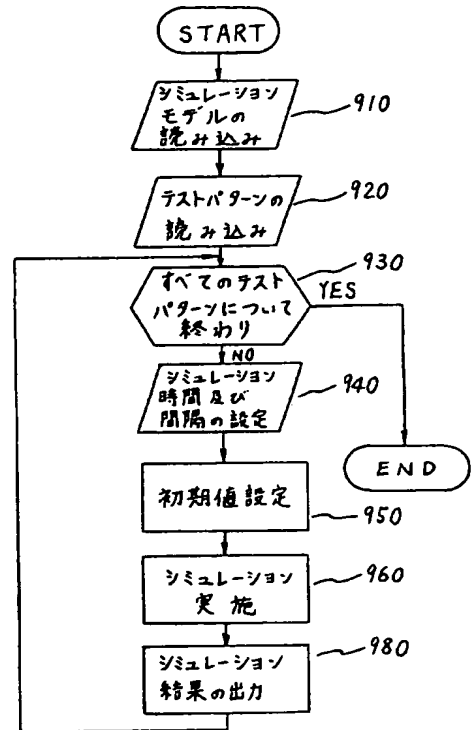 START
シミュレーション
モデルの
読み込み
910
テストパターンの
読み込み
920
すべてのテスト
パターンについて
終わり
930
YES
NO
シミュレーション
時間及び
間隔の設定
940
END
初期値設定
950
シミュレーション
実施
960
シミュレーション
結果の出力
980